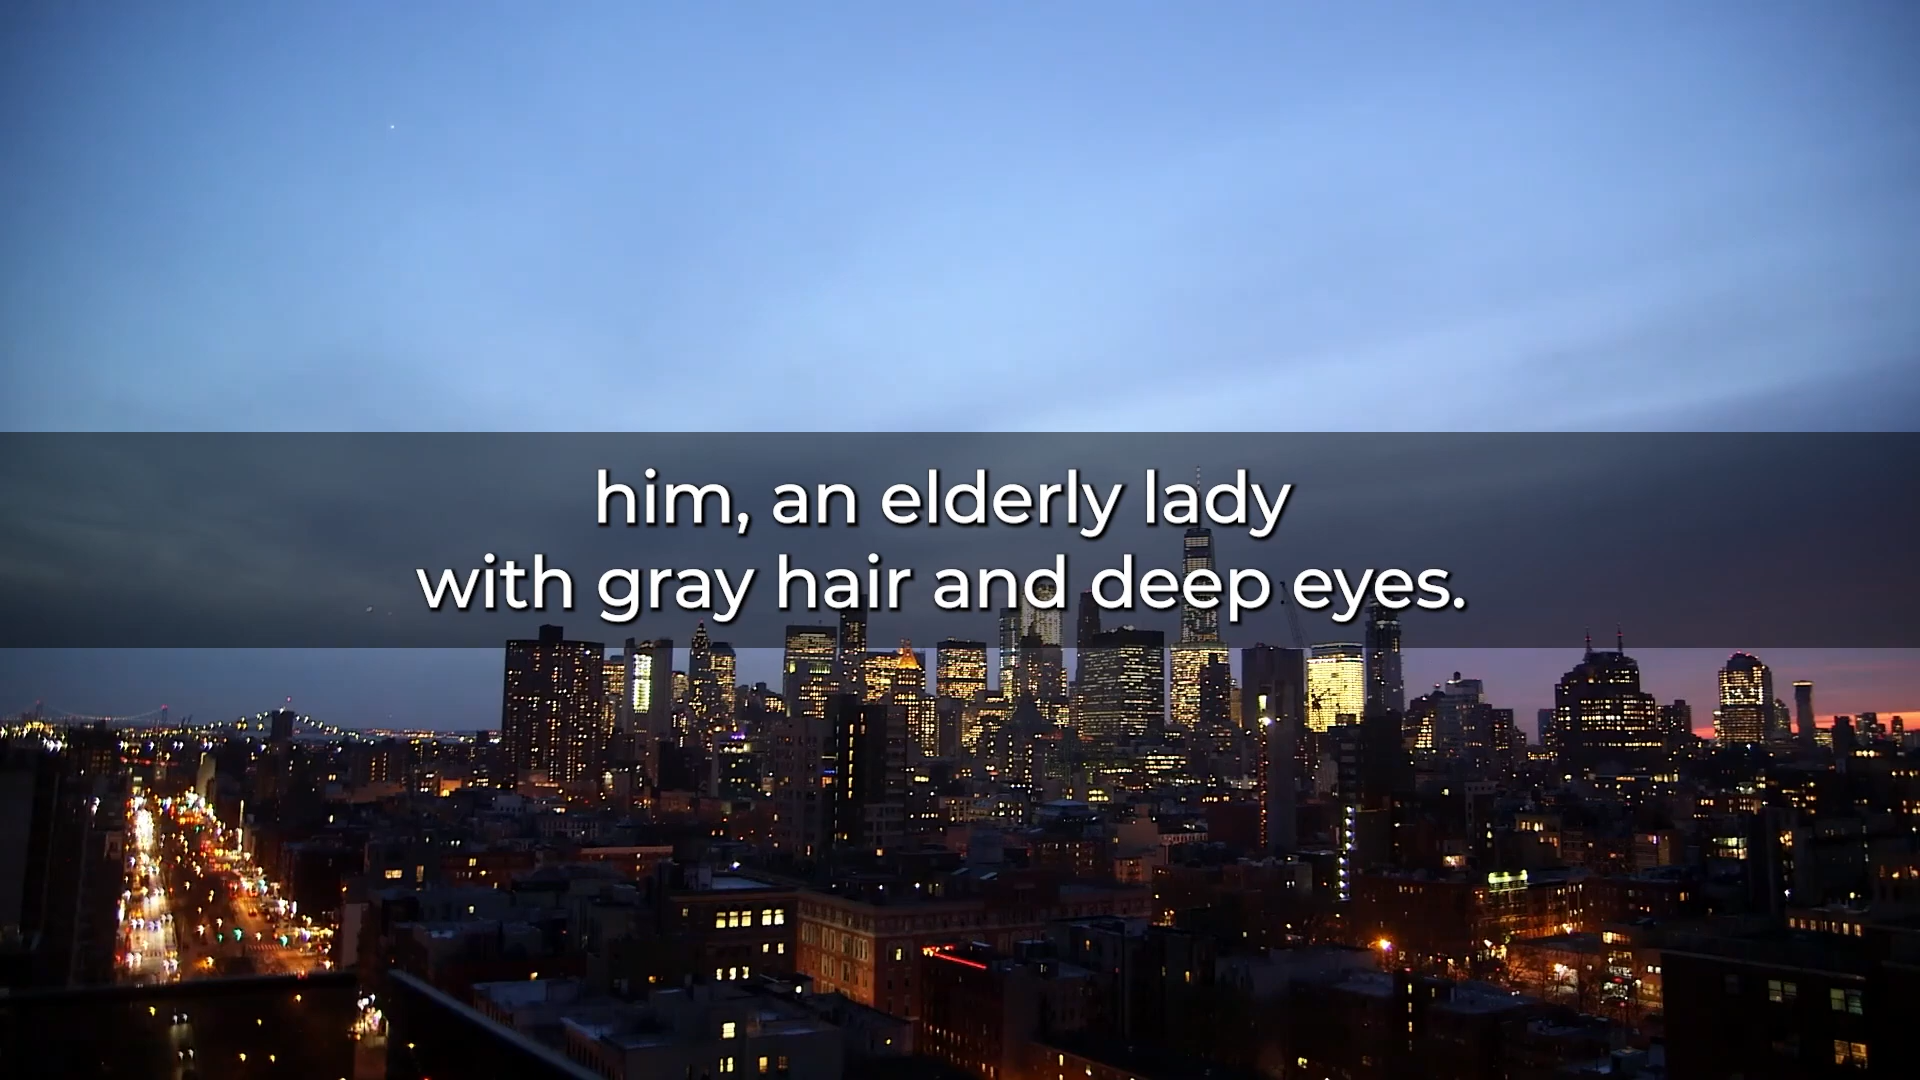 him, an elderly lady
with gray hair and deep eyes.